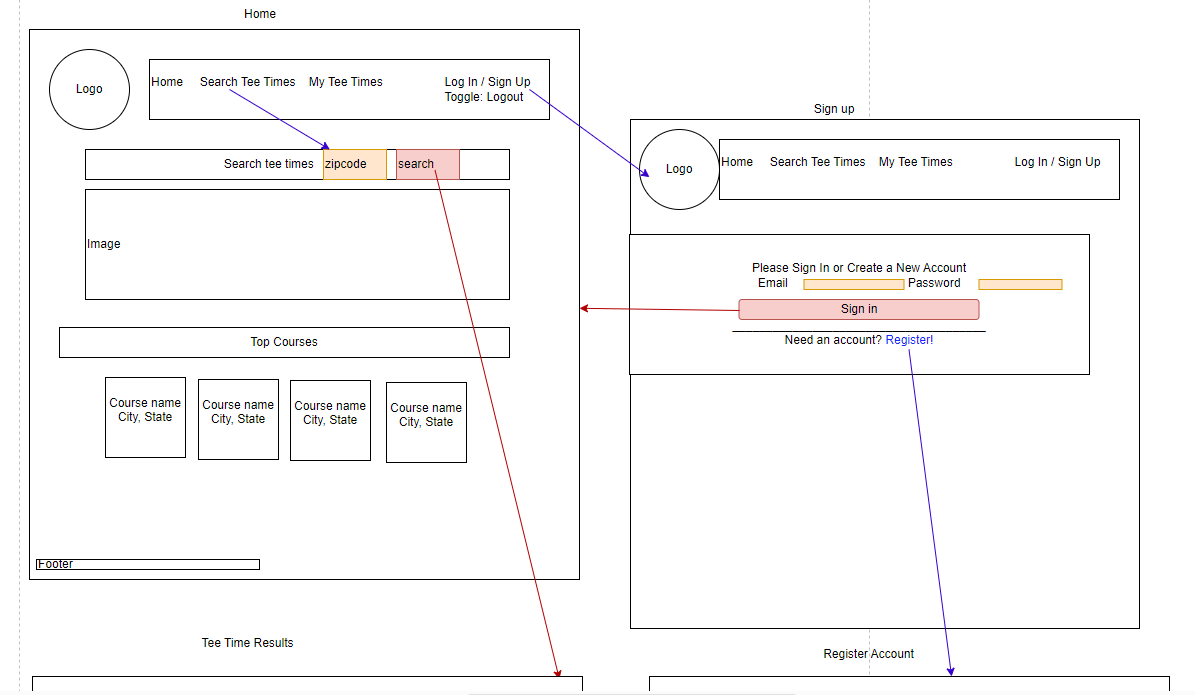 Home
Logo
Home Search Tee Times My Tee Times Log In / Sign Up
Toggle: Logout
Search tee times zipcode search
Image
Top Courses
Course name
City, State
Course name
City, State
Course name
City, State
Course name
City, State
Footer
Sign up
Logo
Home Search Tee Times My Tee Times Log In / Sign Up
Please Sign In or Create a New Account
Email Password
Sign in
Need an account? Register!
Tee Time Results
Register Account